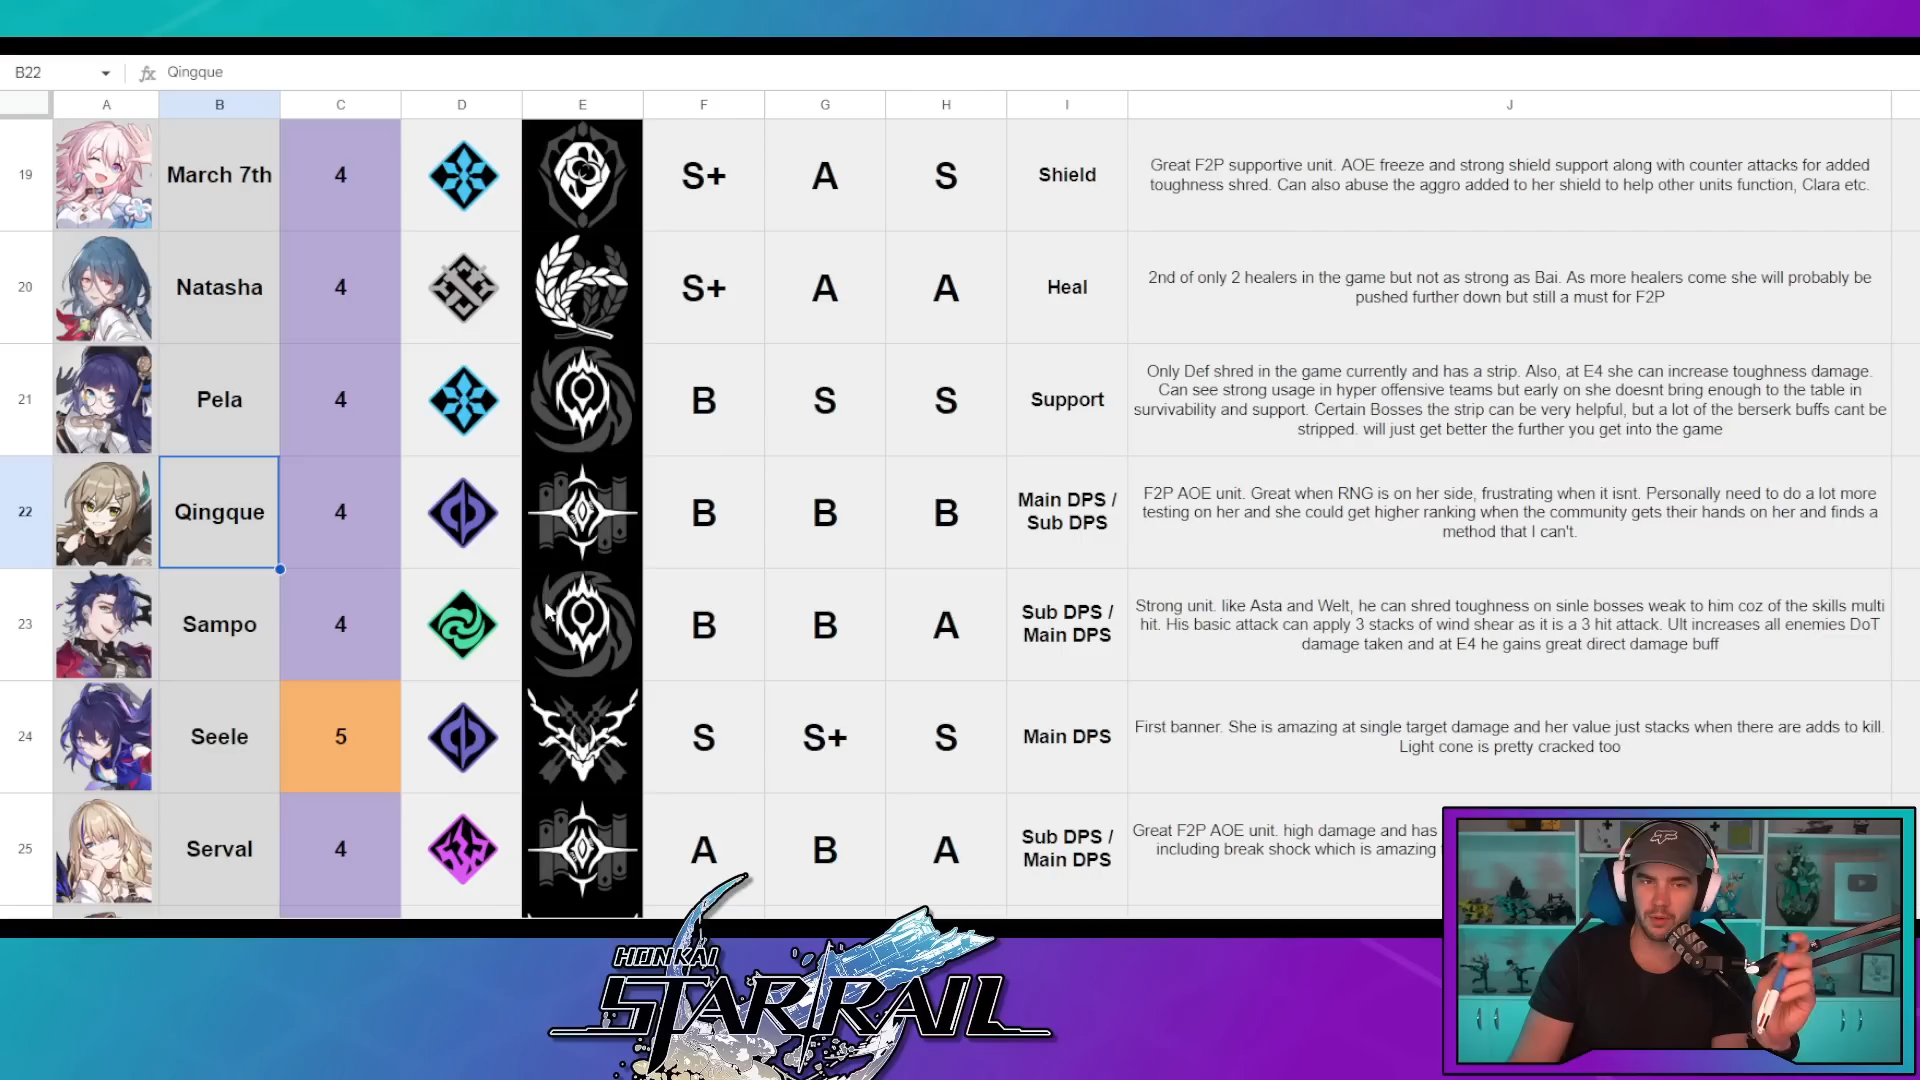 B22
Qingque
A B C D E F G H I J
19 March 7th 4 S+ A S Shield
Great F2P supportive unit. AOE freeze and strong shield support along with counter attacks for added
toughness shred. Can also abuse the aggro added to her shield to help other units function, Clara etc.
20 Natasha 4 S+ A A Heal
2nd of only 2 healers in the game but not as strong as Bai. As more healers come she will probably be
pushed further down but still a must for F2P
21 Pela 4 B S S Support
Only Def shred in the game currently and has a strip. Also, at E4 she can increase toughness damage.
Can see strong usage in hyper offensive teams but early on she doesnt bring enough to the table in
survivability and support. Certain Bosses the strip can be very helpful, but a lot of the berserk buffs cant be
stripped. will just get better the further you get into the game
22 Qingque 4 B B B Main DPS /
Sub DPS
F2P AOE unit. Great when RNG is on her side, frustrating when it isnt. Personally need to do a lot more
testing on her and she could get higher ranking when the community gets their hands on her and finds a
method that I can't.
23 Sampo 4 B B A Sub DPS /
Main DPS
Strong unit. like Asta and Welt, he can shred toughness on sinle bosses weak to him coz of the skills multi
hit. His basic attack can apply 3 stacks of wind shear as it is a 3 hit attack. Ult increases all enemies DoT
damage taken and at E4 he gains great direct damage buff
24 Seele 5 S S+ S Main DPS
First banner. She is amazing at single target damage and her value just stacks when there are adds to kill.
Light cone is pretty cracked too
25 Serval 4 A B A Sub DPS /
Main DPS
Great F2P AOE unit. high damage and has
including break shock which is amazing
HONKAI
STAR RAIL